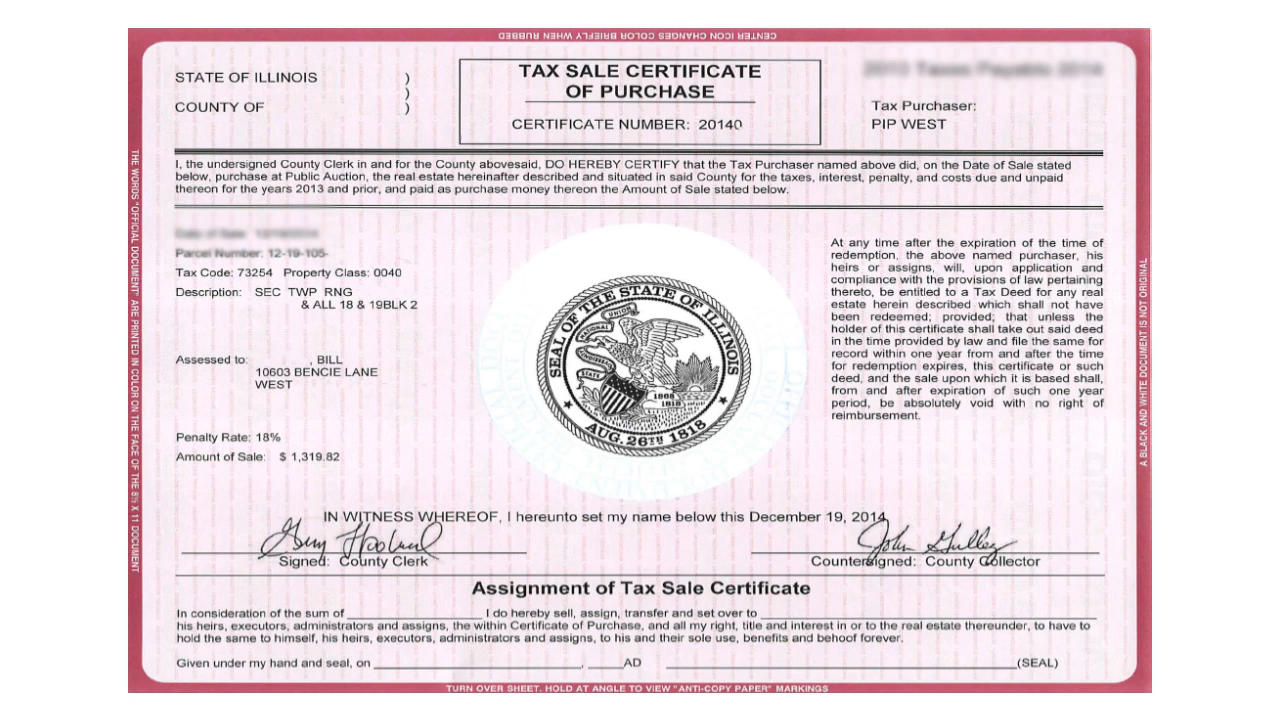 CENTER ICON CHANGES COLOR BRIEFLY WHEN RUBBED
STATE OF ILLINOIS )
)
COUNTY OF )
TAX SALE CERTIFICATE
OF PURCHASE
CERTIFICATE NUMBER: 20140
Tax Purchaser:
PIP WEST
I, the undersigned County Clerk in and for the County abovesaid, DO HEREBY CERTIFY that the Tax Purchaser named above did, on the Date of Sale stated
below, purchase at Public Auction, the real estate hereinafter described and situated in said County for the taxes, interest, penalty, and costs due and unpaid
thereon for the years 2013 and prior, and paid as purchase money thereon the Amount of Sale stated below.
Parcel Number: 12-19-105-
Tax Code: 73254 Property Class: 0040
Description: SEC TWP RNG
& ALL 18 & 19BLK 2
Assessed to: , BILL
10603 BENCIE LANE
WEST
Penalty Rate: 18%
Amount of Sale: $ 1,319.82
SEAL OF THE STATE OF ILLINOIS
AUG. 26TH 1818
STATE
SOVEREIGNTY
NATIONAL
UNION
1868
1818
At any time after the expiration of the time of
redemption, the above named purchaser, his
heirs or assigns, will, upon application and
compliance with the provisions of law pertaining
thereto, be entitled to a Tax Deed for any real
estate herein described which shall not have
been redeemed; provided; that unless the
holder of this certificate shall take out said deed
in the time provided by law and file the same for
record within one year from and after the time
for redemption expires, this certificate or such
deed, and the sale upon which it is based shall,
from and after expiration of such one year
period, be absolutely void with no right of
reimbursement.
IN WITNESS WHEREOF, I hereunto set my name below this December 19, 2014
Signed: County Clerk
John Gulley
Countersigned: County Collector
Assignment of Tax Sale Certificate
In consideration of the sum of ____________________ I do hereby sell, assign, transfer and set over to ____________________
his heirs, executors, administrators and assigns, the within Certificate of Purchase, and all my right, title and interest in or to the real estate thereunder, to have to
hold the same to himself, his heirs, executors, administrators and assigns, to his and their sole use, benefits and behoof forever.
Given under my hand and seal, on ____________________, _____AD ____________________(SEAL)
TURN OVER SHEET. HOLD AT ANGLE TO VIEW "ANTI-COPY PAPER" MARKINGS
THE WORDS "OFFICIAL DOCUMENT" ARE PRINTED IN COLOR ON THE FACE OF THE 8½ X 11 DOCUMENT
A BLACK AND WHITE DOCUMENT IS NOT ORIGINAL